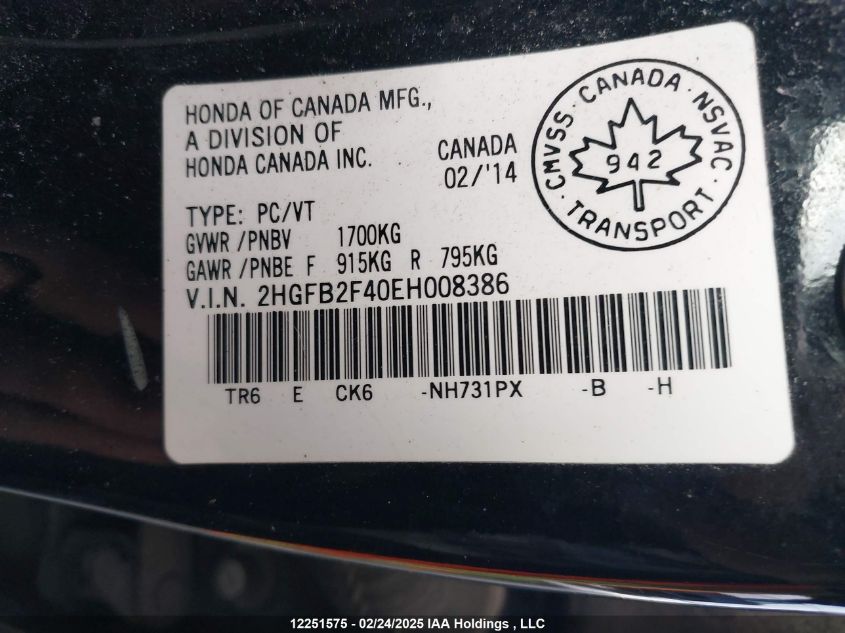 HONDA OF CANADA MFG.,
A DIVISION OF
HONDA CANADA INC.
CANADA
02/'14
CMVSS · CANADA · NSVAC ·
942
TRANSPORT
TYPE: PC/VT
GVWR /PNBV 1700KG
GAWR /PNBE F 915KG R 795KG
V.I.N. 2HGFB2F40EH008386
TR6 E CK6 -NH731PX -B -H
12251575 - 02/24/2025 IAA Holdings , LLC